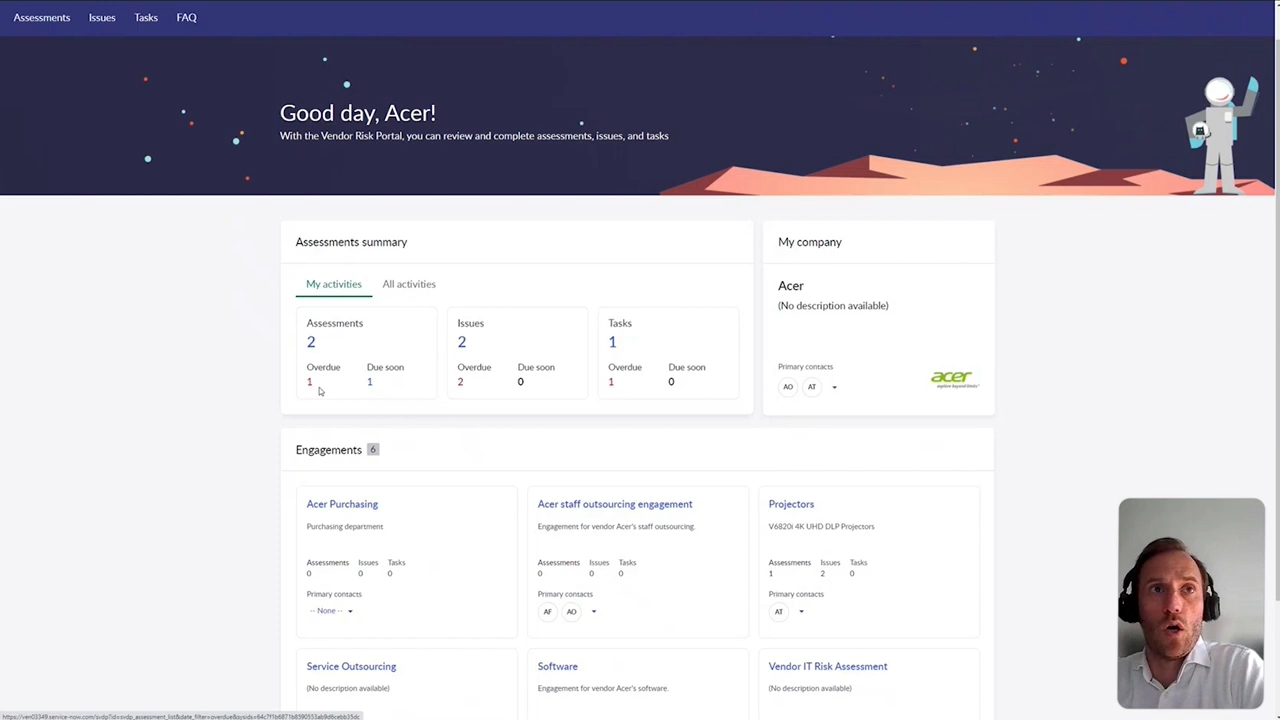 Assessments Issues Tasks FAQ
Good day, Acer!
With the Vendor Risk Portal, you can review and complete assessments, issues, and tasks
Assessments summary
My activities All activities
Assessments
2
Overdue Due soon
1 1
Issues
2
Overdue Due soon
2 0
Tasks
1
Overdue Due soon
1 0
My company
Acer
(No description available)
Primary contacts
AO AT
acer
Engagements 6
Acer Purchasing
Purchasing department
Assessments Issues Tasks
0 0 0
Primary contacts
-- None --
Acer staff outsourcing engagement
Engagement for vendor Acer's staff outsourcing.
Assessments Issues Tasks
0 0 0
Primary contacts
AF AO
Projectors
V6820i 4K UHD DLP Projectors
Assessments Issues Tasks
1 2 0
Primary contacts
AT
Service Outsourcing
(No description available)
Software
Engagement for vendor Acer's software.
Vendor IT Risk Assessment
(No description available)